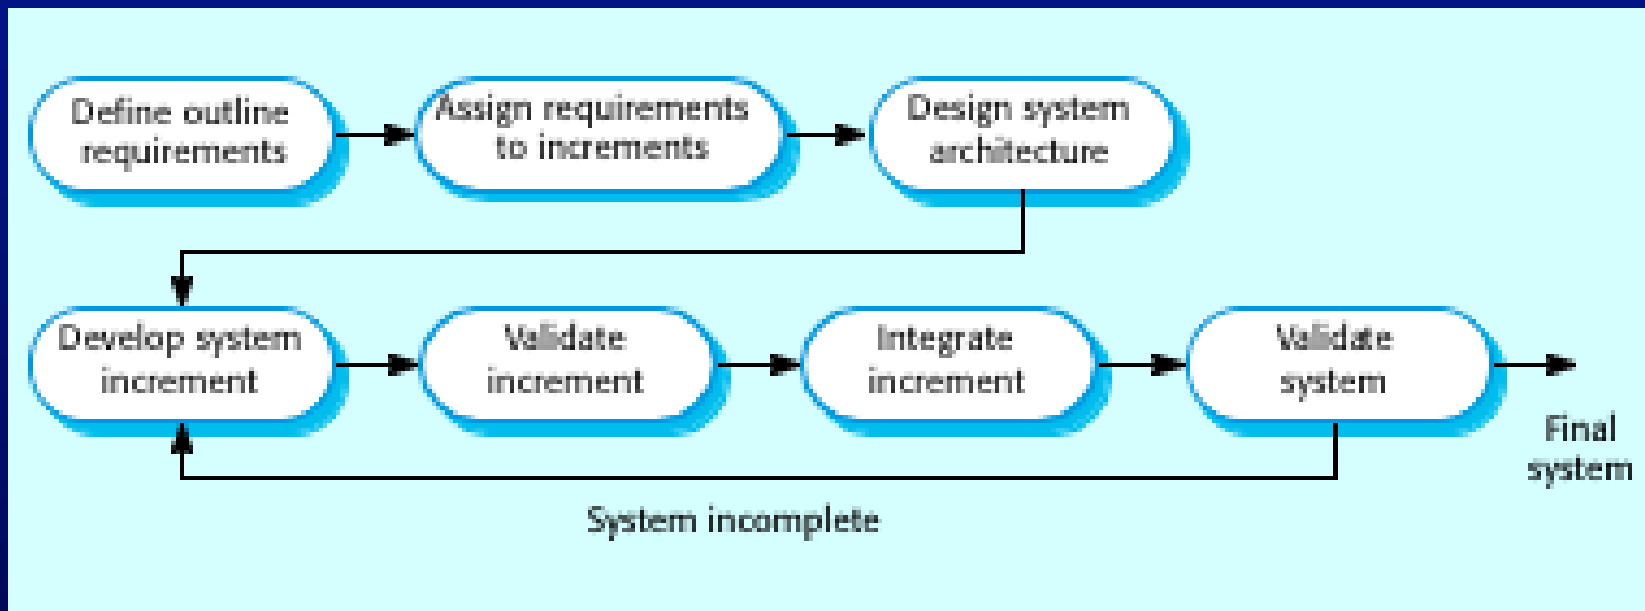 Define outline
requirements
Assign requirements
to increments
Design system
architecture
Develop system
increment
Validate
increment
Integrate
increment
Validate
system
Final
system
System incomplete